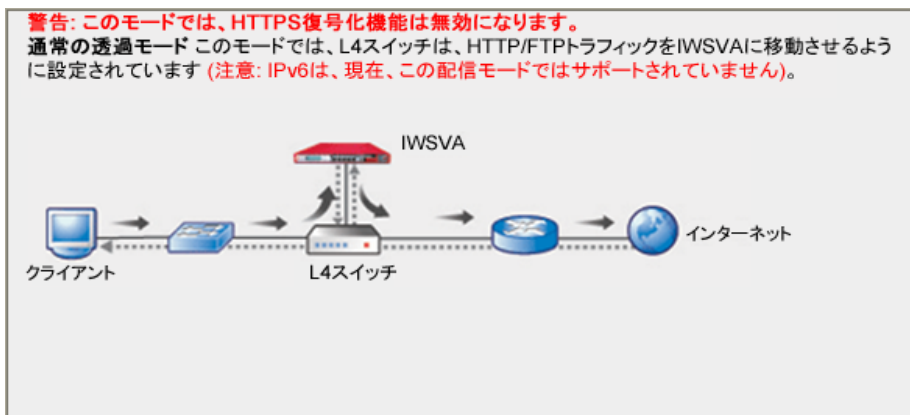 警告: このモードでは、HTTPS復号化機能は無効になります。
通常の透過モード このモードでは、L4スイッチは、HTTP/FTPトラフィックをIWSVAに移動させるよう
に設定されています (注意: IPv6は、現在、この配信モードではサポートされていません)。
IWSVA
インターネット
クライアント
L4スイッチ